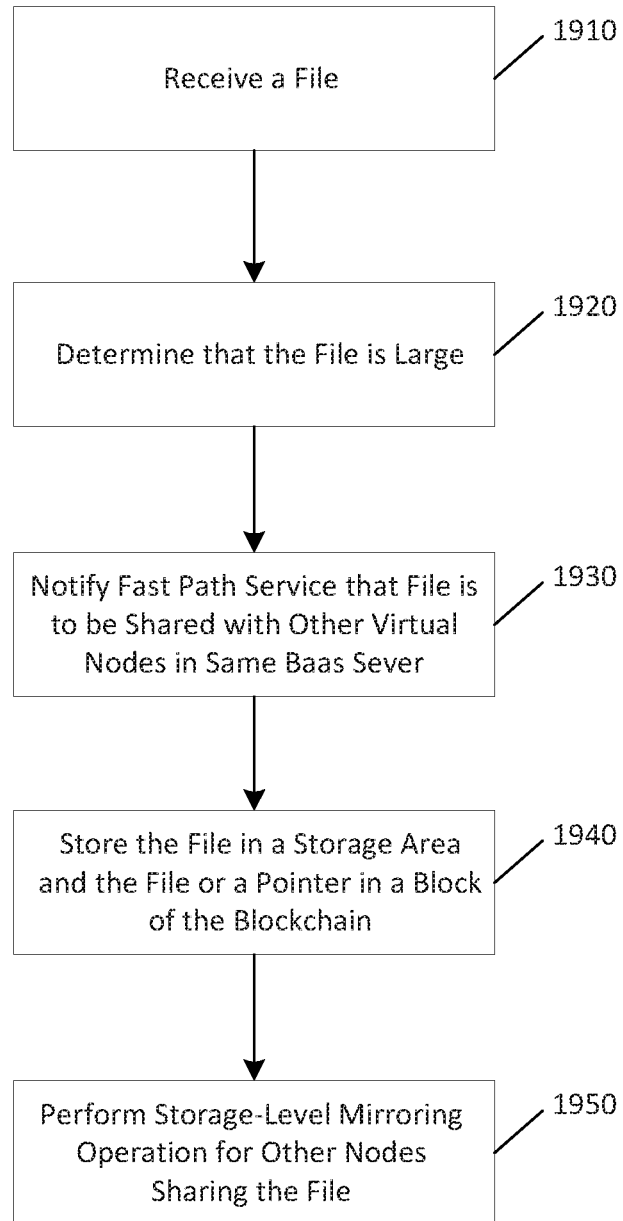 1910
Receive a File
1920
Determine that the File is Large
1930
Notify Fast Path Service that File is
to be Shared with Other Virtual
Nodes in Same Baas Sever
1940
Store the File in a Storage Area
and the File or a Pointer in a Block
of the Blockchain
1950
Perform Storage-Level Mirroring
Operation for Other Nodes
Sharing the File